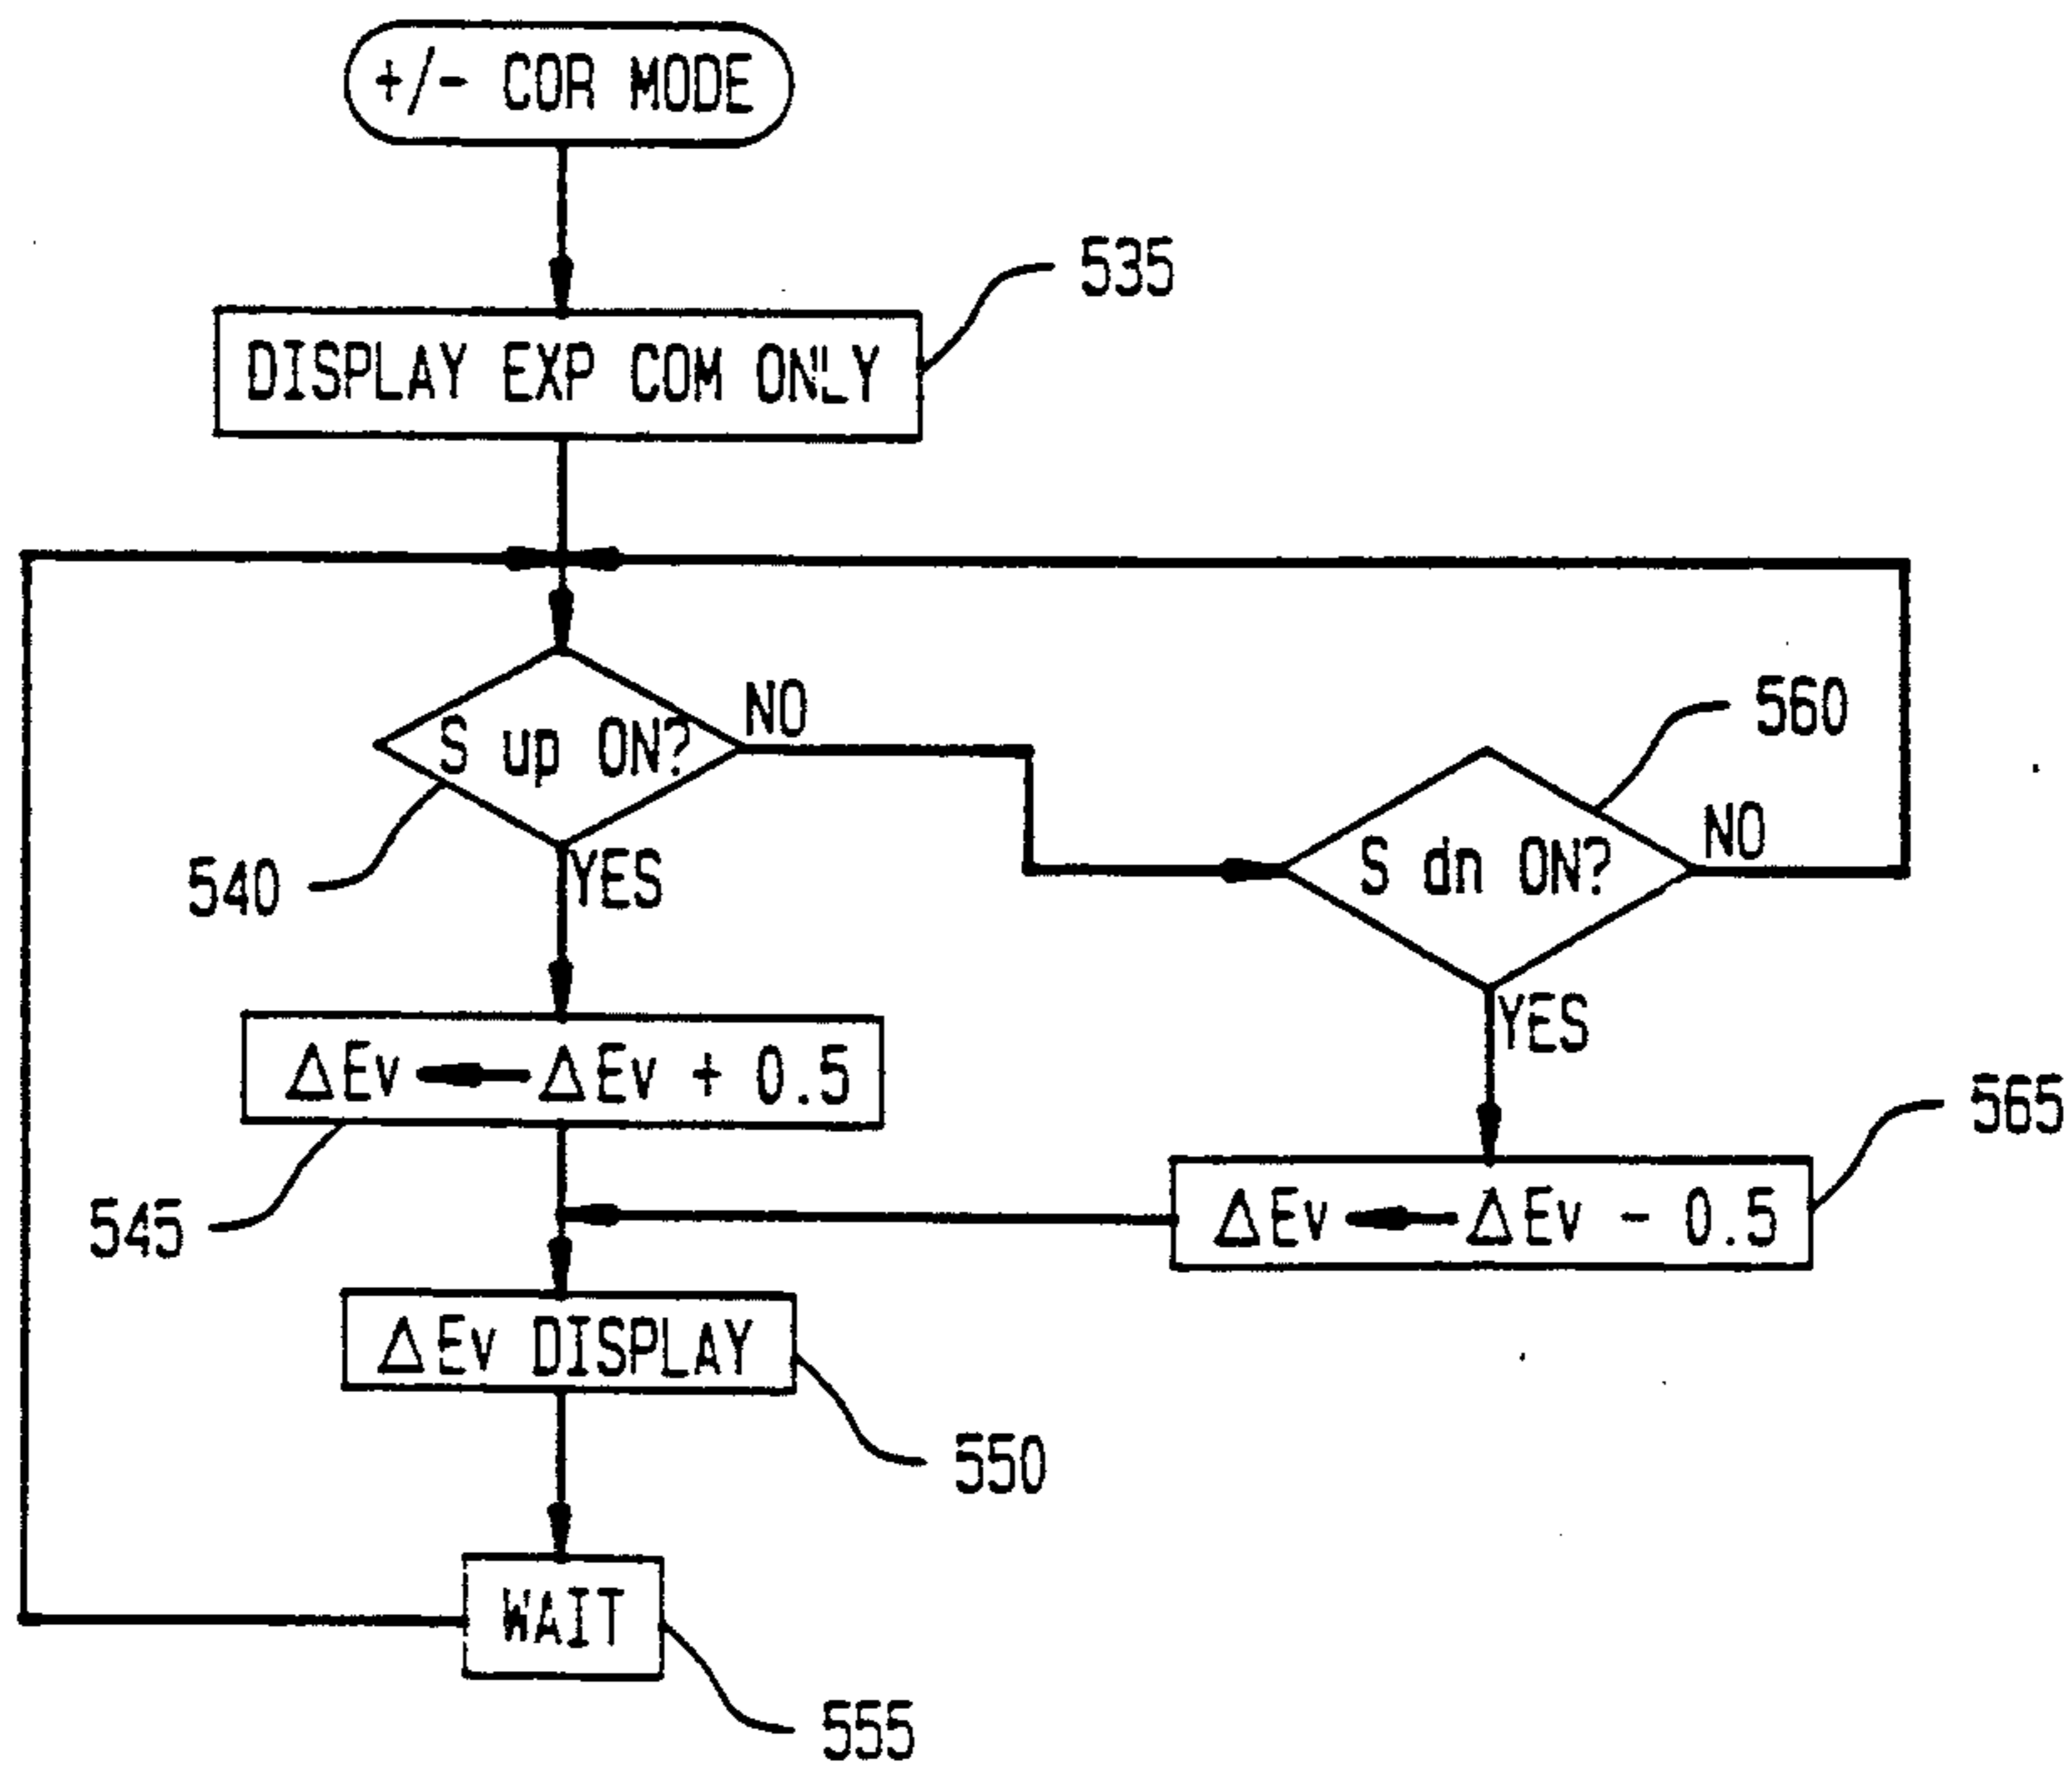 +/- COR MODE
535
DISPLAY EXP COM ONLY
S up ON?
NO
540
YES
560
S dn ON?
NO
YES
ΔEv ← ΔEv + 0.5
545
565
ΔEv ← ΔEv - 0.5
ΔEv DISPLAY
550
WAIT
555